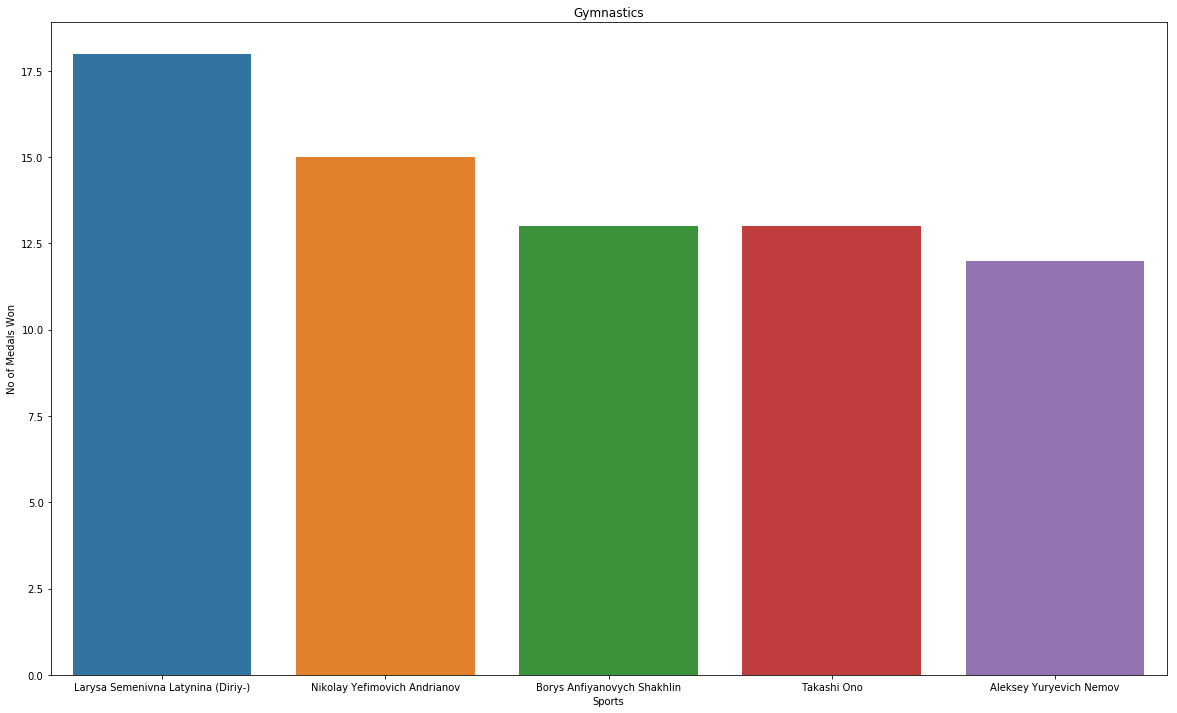 Gymnastics
No of Medals Won
17.5
15.0
12.5
10.0
7.5
5.0
2.5
0.0
Larysa Semenivna Latynina (Diriy-)
Nikolay Yefimovich Andrianov
Borys Anfiyanovych Shakhlin
Takashi Ono
Aleksey Yuryevich Nemov
Sports